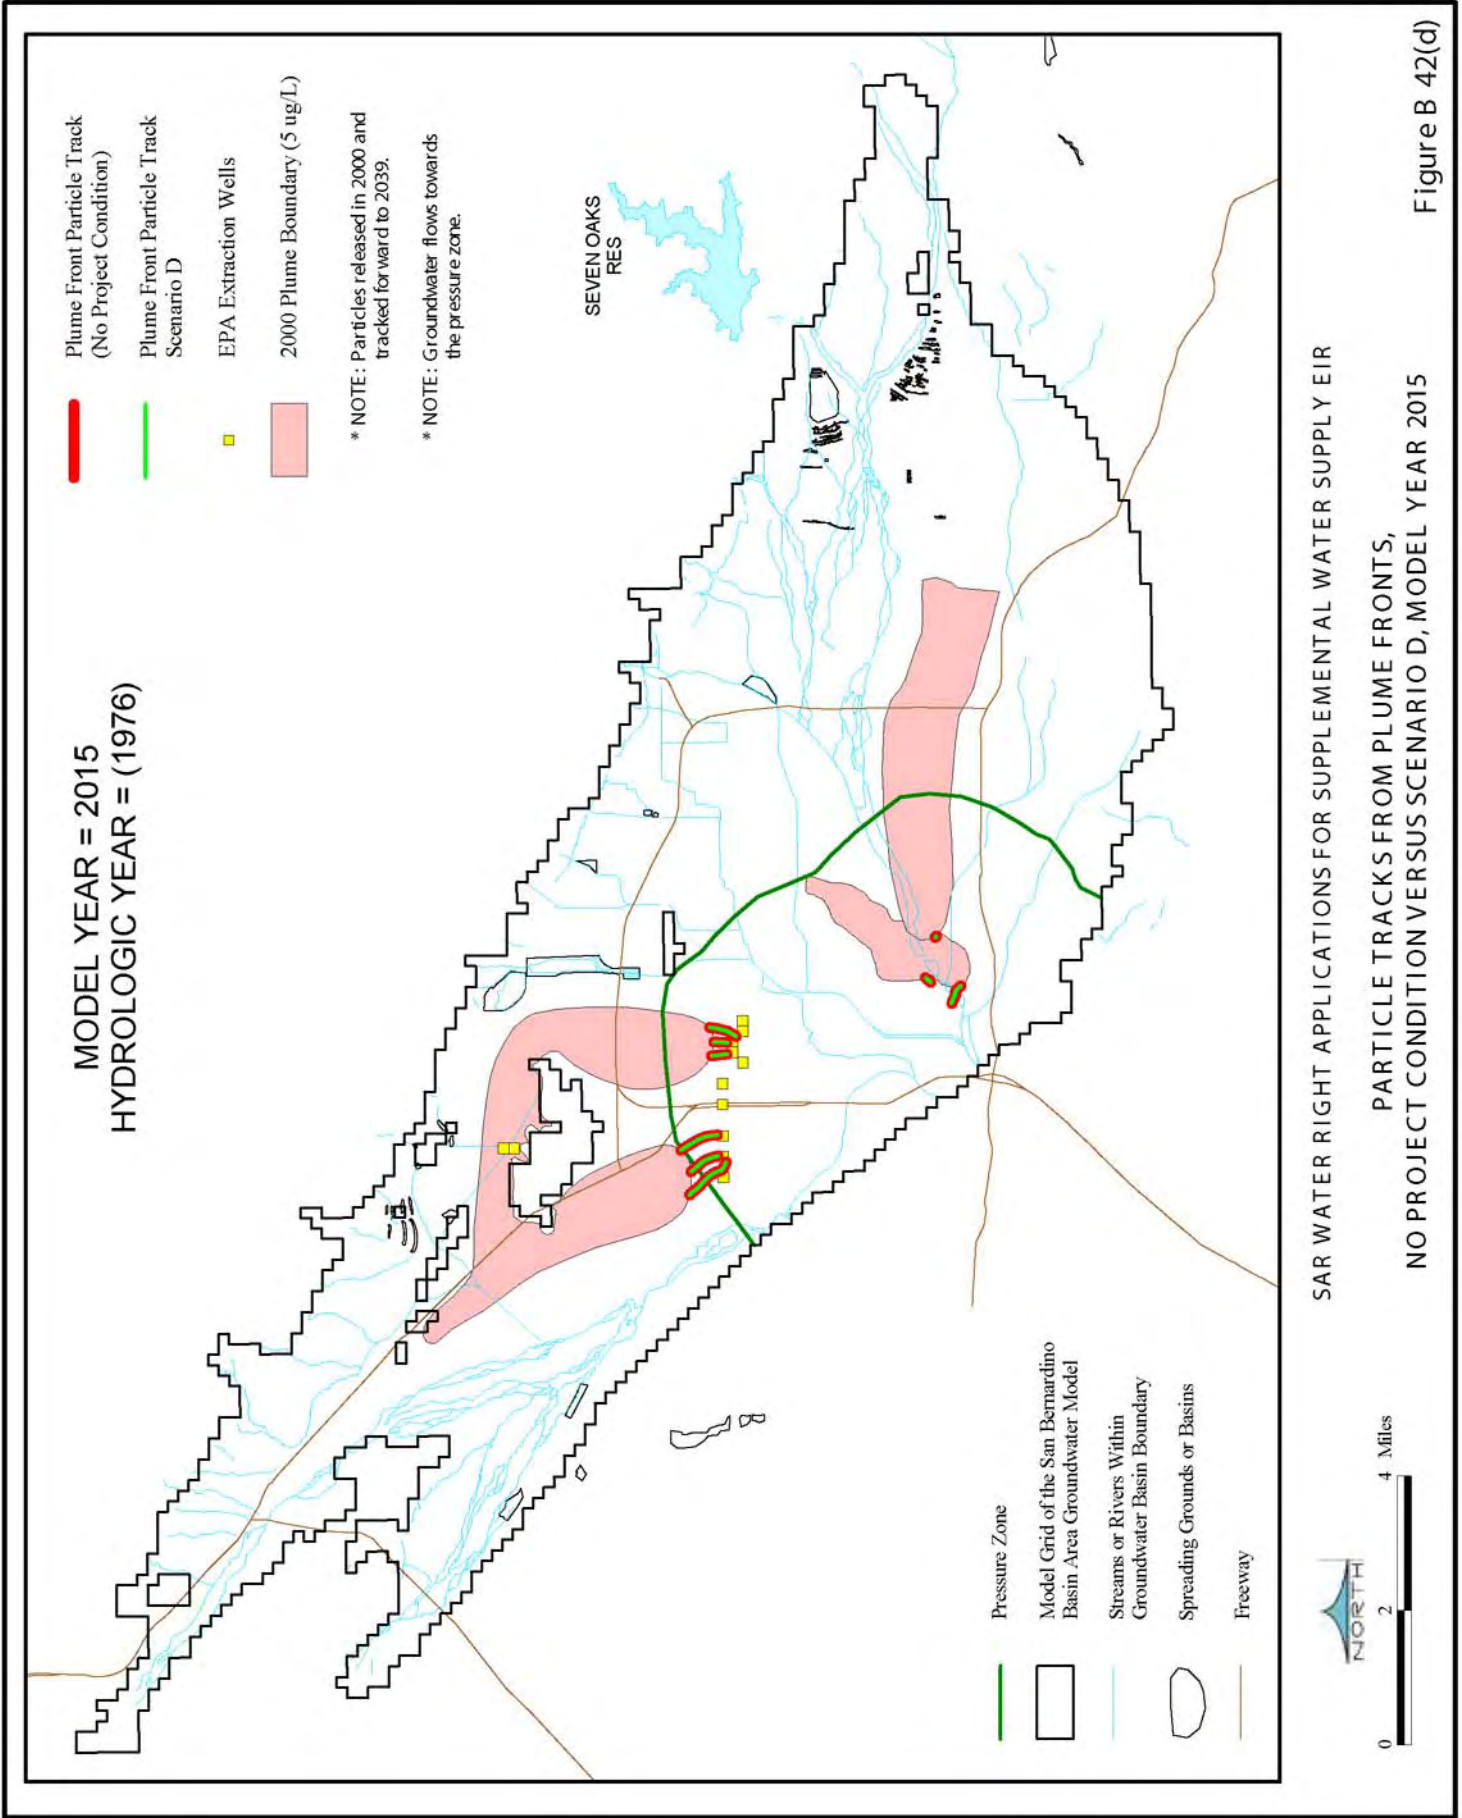 MODEL YEAR = 2015
HYDROLOGIC YEAR = (1976)
Plume Front Particle Track
(No Project Condition)
Plume Front Particle Track
Scenario D
EPA Extraction Wells
2000 Plume Boundary (5 ug/L)
* NOTE: Particles released in 2000 and
tracked forward to 2039.
* NOTE: Groundwater flows towards
the pressure zone.
SEVEN OAKS
RES
Pressure Zone
Model Grid of the San Bernardino
Basin Area Groundwater Model
Streams or Rivers Within
Groundwater Basin Boundary
Spreading Grounds or Basins
Freeway
NORTH
0 2 4 Miles
SAR WATER RIGHT APPLICATIONS FOR SUPPLEMENTAL WATER SUPPLY EIR
PARTICLE TRACKS FROM PLUME FRONTS,
NO PROJECT CONDITION VERSUS SCENARIO D, MODEL YEAR 2015
Figure B 42(d)